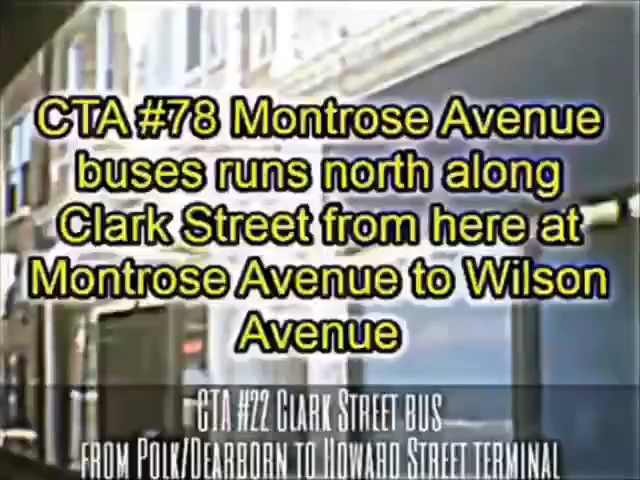 CTA #78 Montrose Avenue
buses runs north along
Clark Street from here at
Montrose Avenue to Wilson
Avenue
CTA #22 Clark Street bus
from Polk/Dearborn to Howard Street terminal